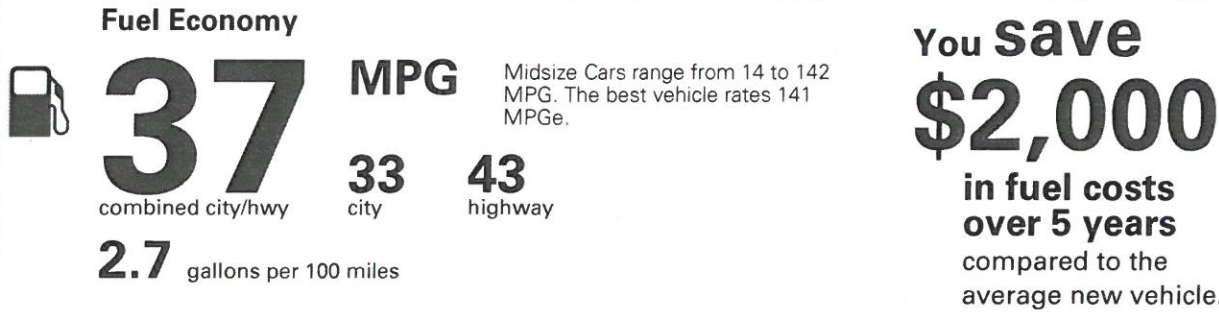 Fuel Economy
37 MPG
combined city/hwy
33 city
43 highway
2.7 gallons per 100 miles
Midsize Cars range from 14 to 142
MPG. The best vehicle rates 141
MPGe.
You save
$2,000
in fuel costs
over 5 years
compared to the
average new vehicle.